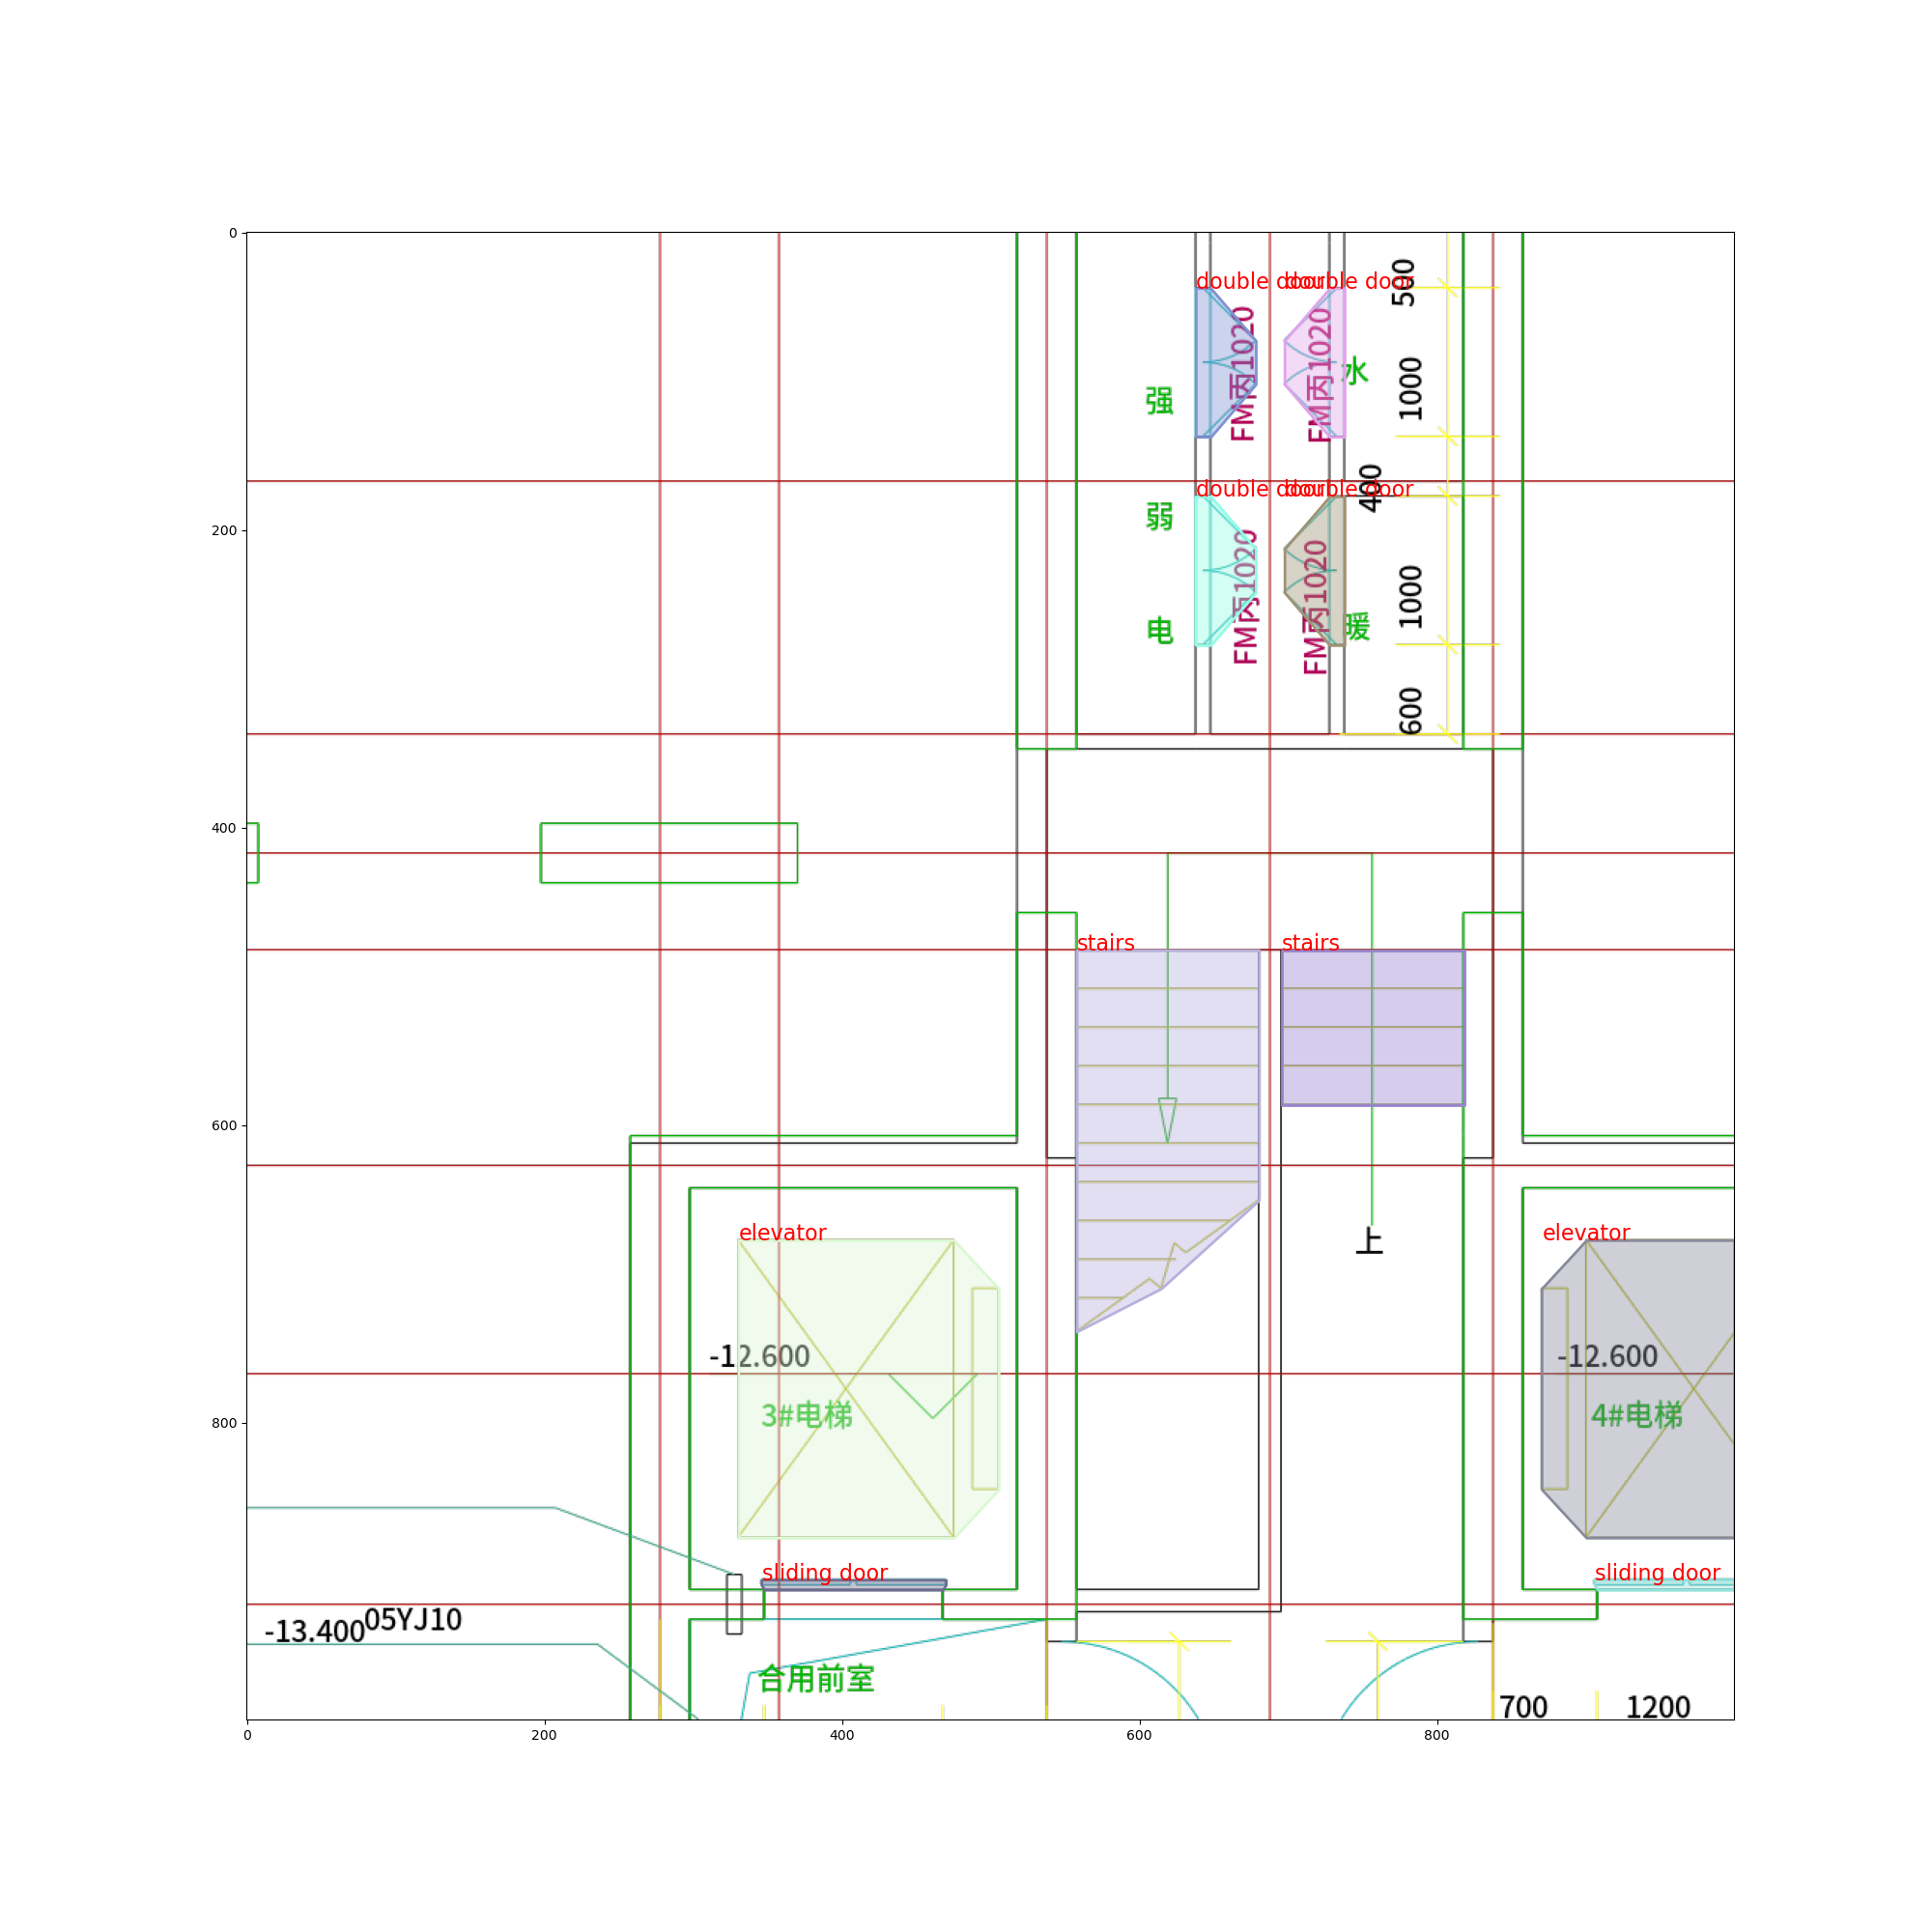 0
200
400
600
800
0
200
400
600
800
double door
double door
500
FM丙1020
FM丙1020
水
1000
强
double door
double door
400
弱
FM丙1020
FM丙1020
1000
电
暖
600
stairs
stairs
上
elevator
elevator
-12.600
-12.600
3#电梯
4#电梯
sliding door
sliding door
-13.400
05YJ10
合用前室
700
1200